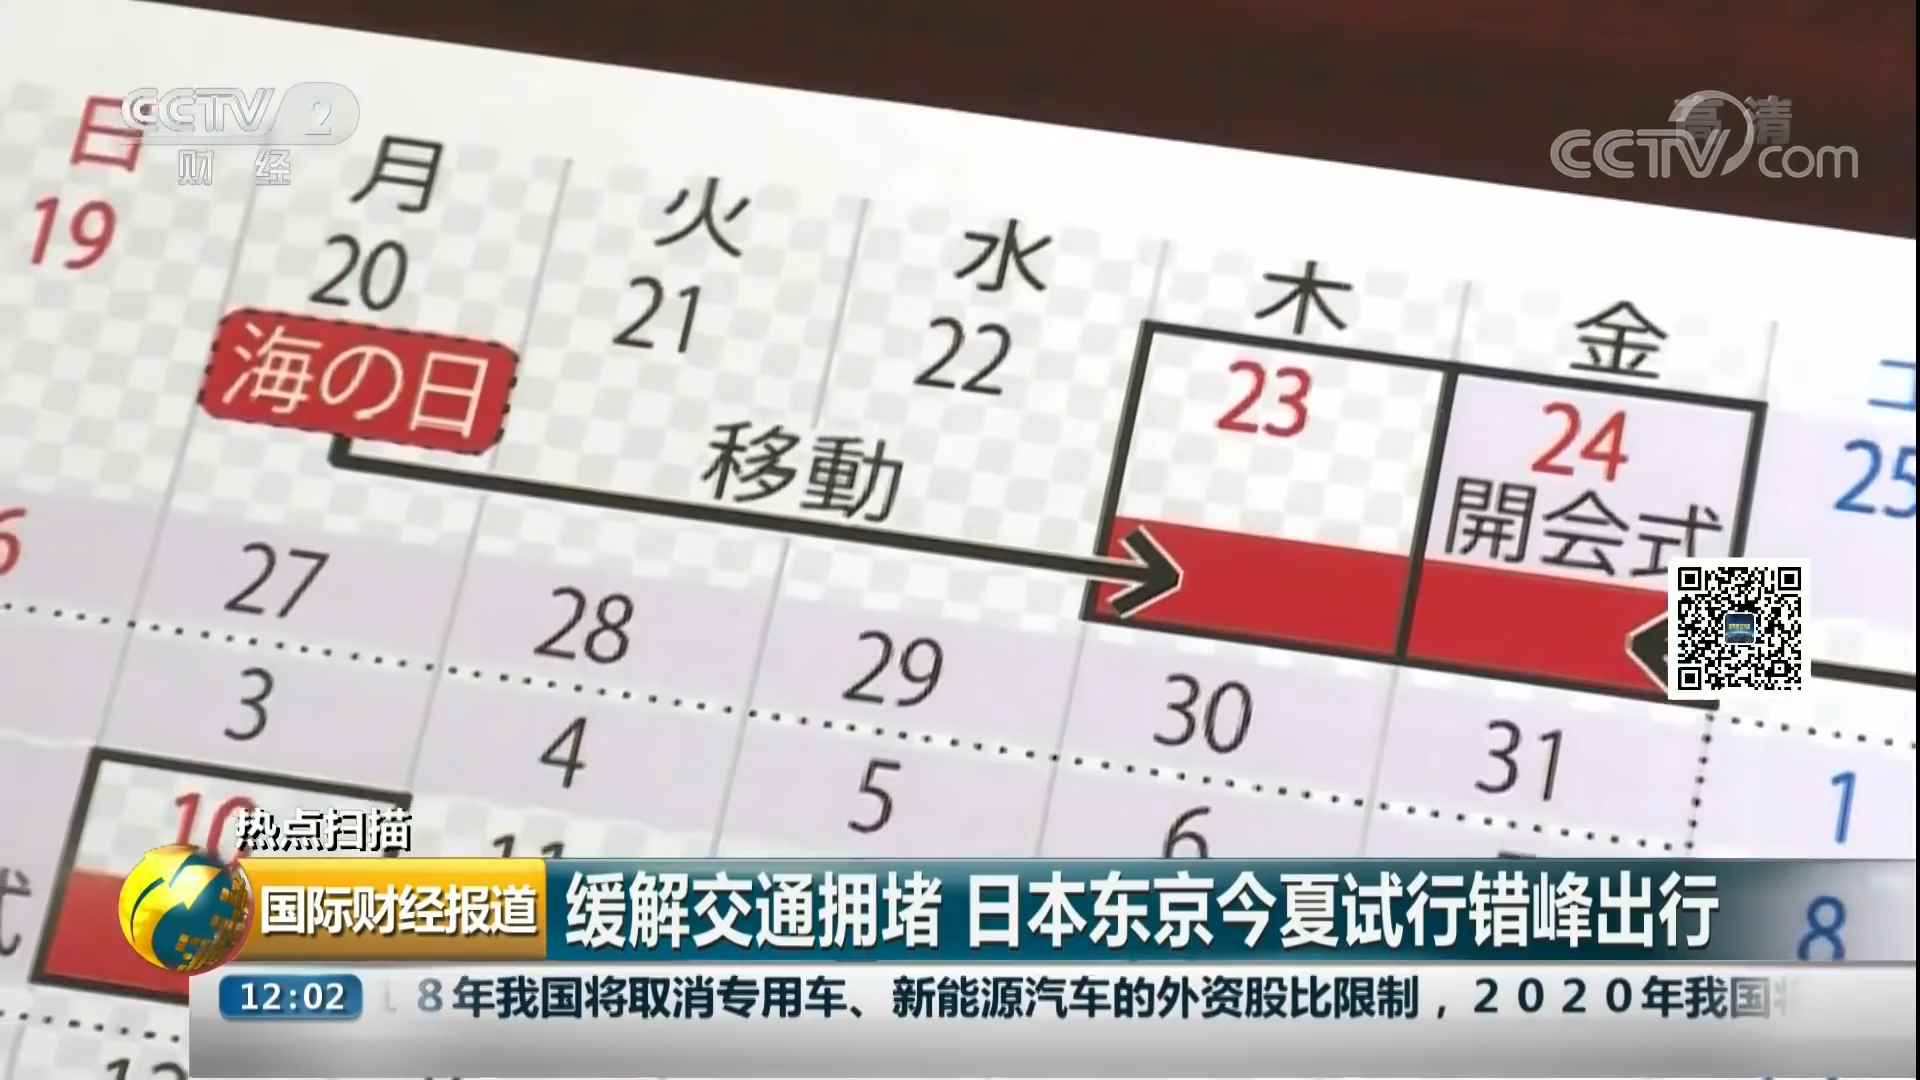 CCTV 2
财 经
高清
CCTV com
日 月 火 水 木 金
19 20 21 22 23 24 25
海の日
移動
開会式
6 27 28 29 30 31 1
3 4 5 6
10 11
8
12
热点扫描
国际财经报道
缓解交通拥堵 日本东京今夏试行错峰出行
12:02
8年我国将取消专用车、新能源汽车的外资股比限制，2020年我国